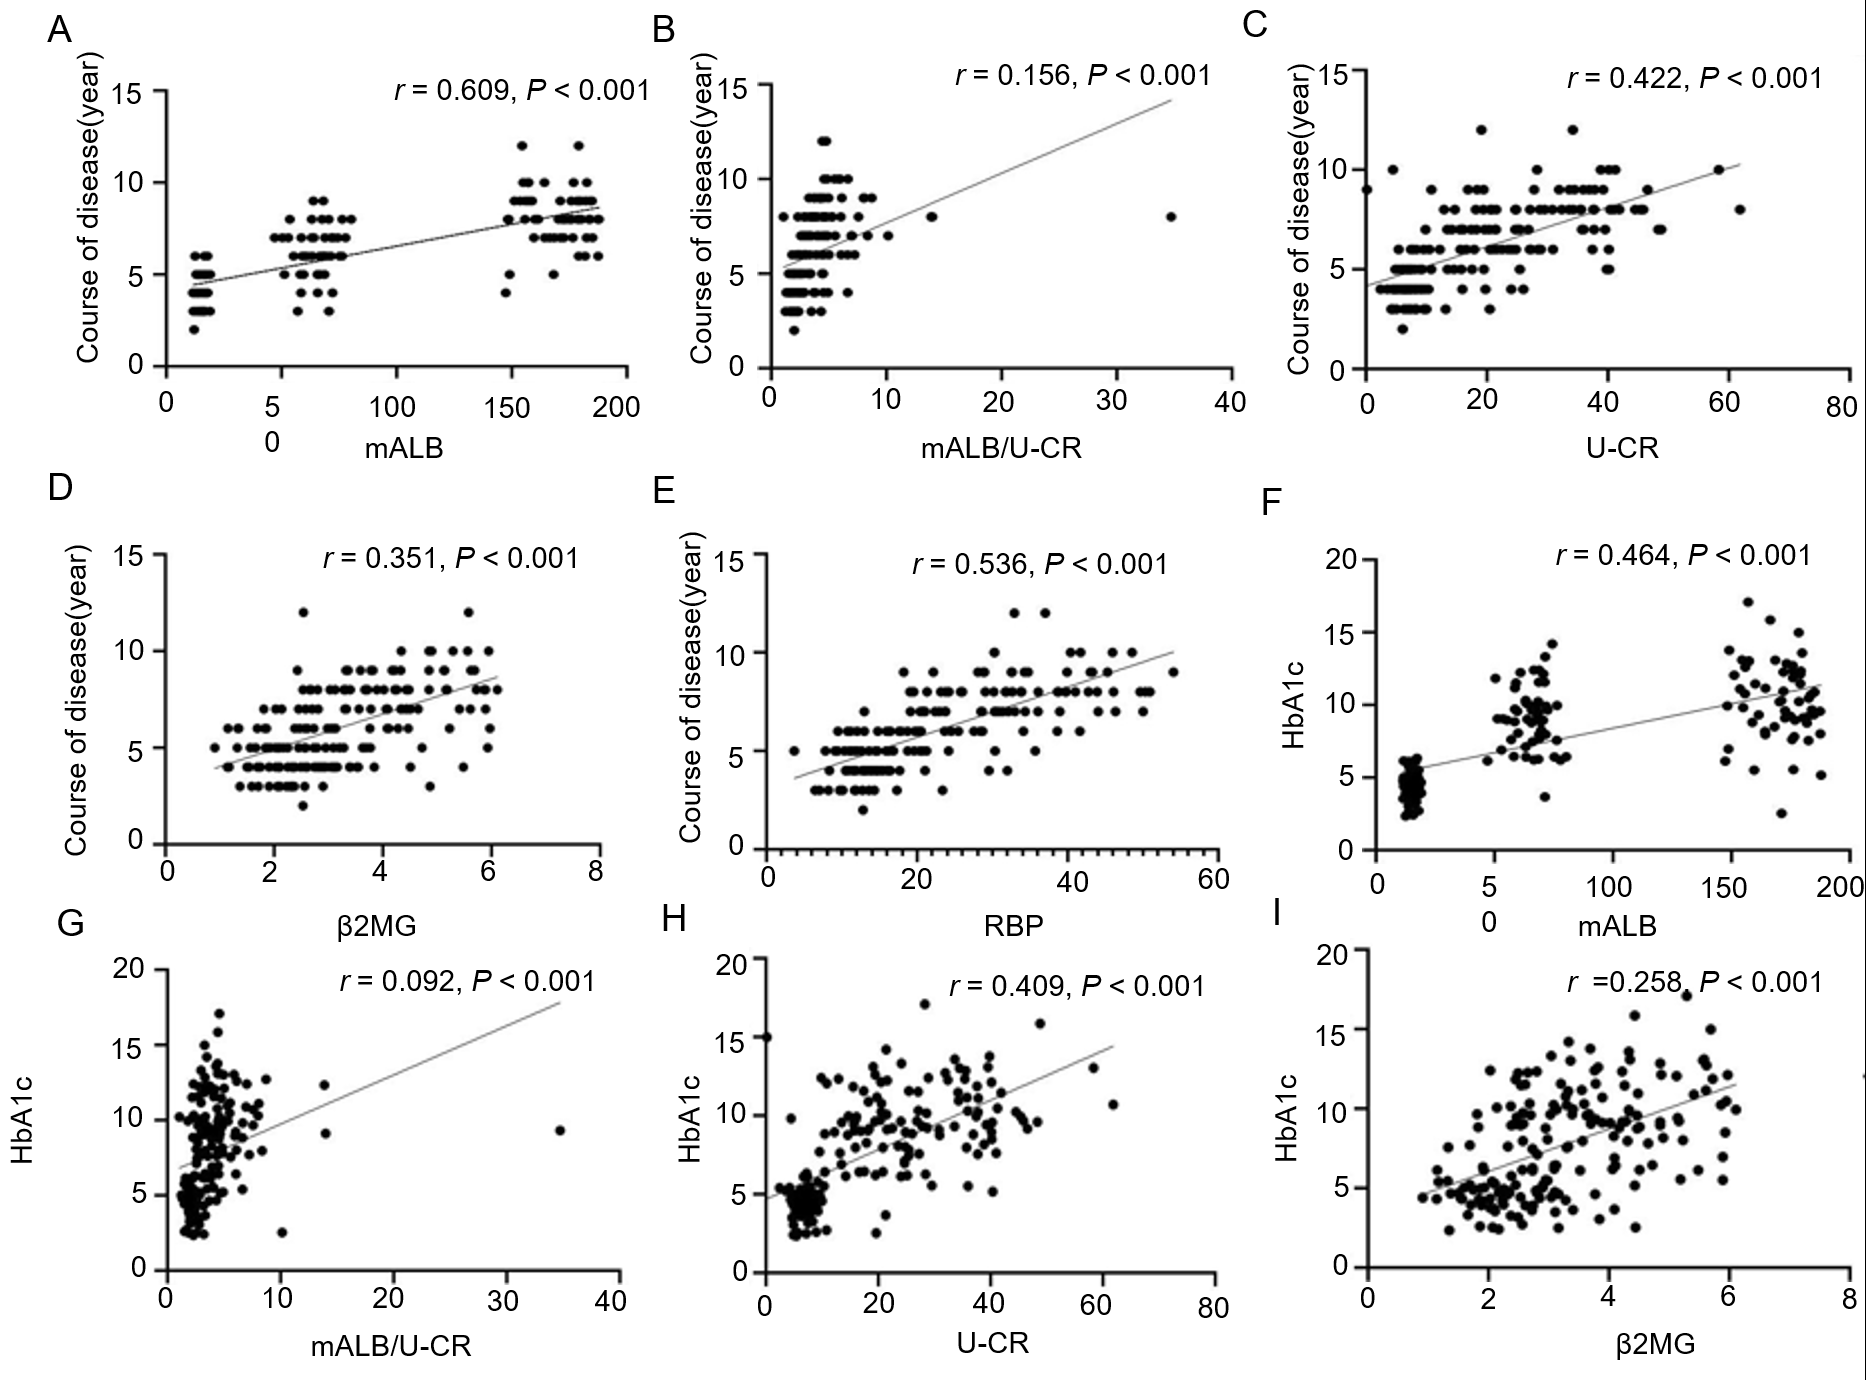 A
Course of disease(year)
r = 0.609, P < 0.001
15
10
5
0
0
5
0
100
150
200
mALB
B
Course of disease(year)
r = 0.156, P < 0.001
15
10
5
0
0
10
20
30
40
mALB/U-CR
C
Course of disease(year)
r = 0.422, P < 0.001
15
10
5
0
0
20
40
60
80
U-CR
D
Course of disease(year)
r = 0.351, P < 0.001
15
10
5
0
0
2
4
6
8
β2MG
E
Course of disease(year)
r = 0.536, P < 0.001
15
10
5
0
0
20
40
60
RBP
F
HbA1c
r = 0.464, P < 0.001
20
15
10
5
0
0
5
0
100
150
200
mALB
G
HbA1c
r = 0.092, P < 0.001
20
15
10
5
0
0
10
20
30
40
mALB/U-CR
H
HbA1c
r = 0.409, P < 0.001
20
15
10
5
0
0
20
40
60
80
U-CR
I
HbA1c
r =0.258, P < 0.001
20
15
10
5
0
0
2
4
6
8
β2MG